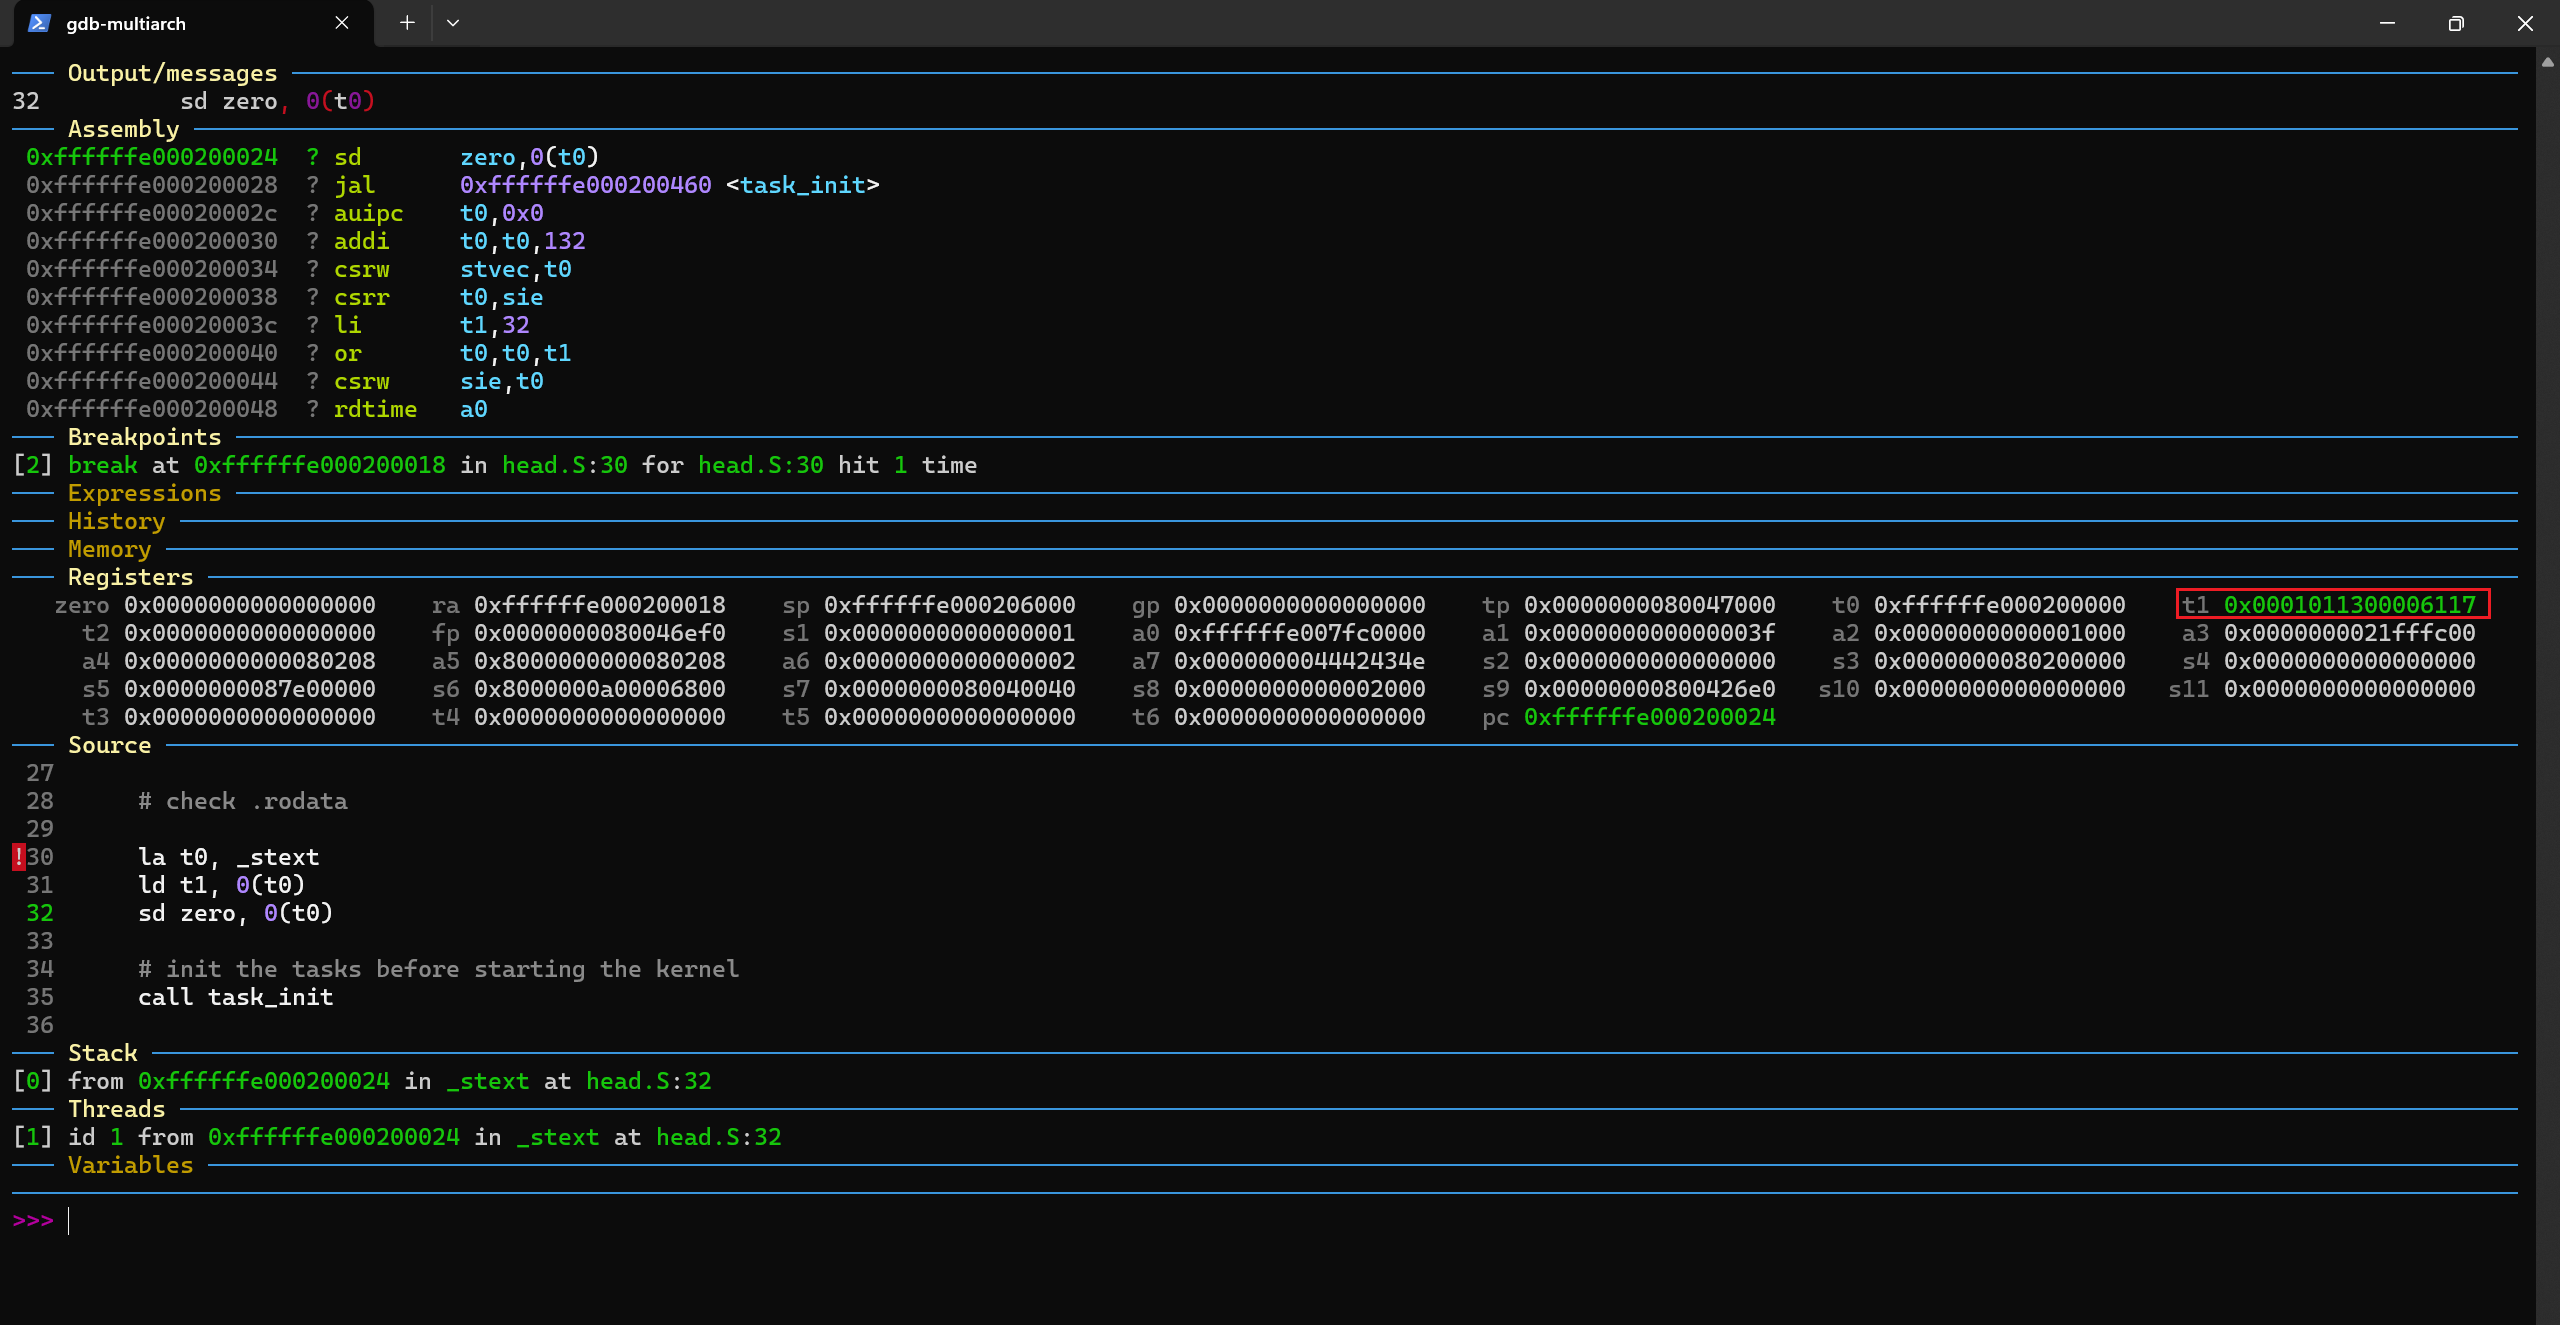 gdb-multiarch
Output/messages
32 sd zero, 0(t0)
Assembly
0xffffffe000200024 ? sd zero,0(t0)
0xffffffe000200028 ? jal 0xffffffe000200460 <task_init>
0xffffffe00020002c ? auipc t0,0x0
0xffffffe000200030 ? addi t0,t0,132
0xffffffe000200034 ? csrw stvec,t0
0xffffffe000200038 ? csrr t0,sie
0xffffffe00020003c ? li t1,32
0xffffffe000200040 ? or t0,t0,t1
0xffffffe000200044 ? csrw sie,t0
0xffffffe000200048 ? rdtime a0
Breakpoints
[2] break at 0xffffffe000200018 in head.S:30 for head.S:30 hit 1 time
Expressions
History
Memory
Registers
zero 0x0000000000000000 ra 0xffffffe000200018 sp 0xffffffe000206000 gp 0x0000000000000000 tp 0x0000000080047000 t0 0xffffffe000200000 t1 0x0001011300006117
t2 0x0000000000000000 fp 0x0000000080046ef0 s1 0x0000000000000001 a0 0xffffffe007fc0000 a1 0x000000000000003f a2 0x0000000000001000 a3 0x0000000021fffc00
a4 0x0000000000080208 a5 0x8000000000080208 a6 0x0000000000000002 a7 0x000000004442434e s2 0x0000000000000000 s3 0x0000000080200000 s4 0x0000000000000000
s5 0x0000000087e00000 s6 0x8000000a00006800 s7 0x0000000080040040 s8 0x0000000000002000 s9 0x00000000800426e0 s10 0x0000000000000000 s11 0x0000000000000000
t3 0x0000000000000000 t4 0x0000000000000000 t5 0x0000000000000000 t6 0x0000000000000000 pc 0xffffffe000200024
Source
27
28 # check .rodata
29
!30 la t0, _stext
31 ld t1, 0(t0)
32 sd zero, 0(t0)
33
34 # init the tasks before starting the kernel
35 call task_init
36
Stack
[0] from 0xffffffe000200024 in _stext at head.S:32
Threads
[1] id 1 from 0xffffffe000200024 in _stext at head.S:32
Variables
>>>